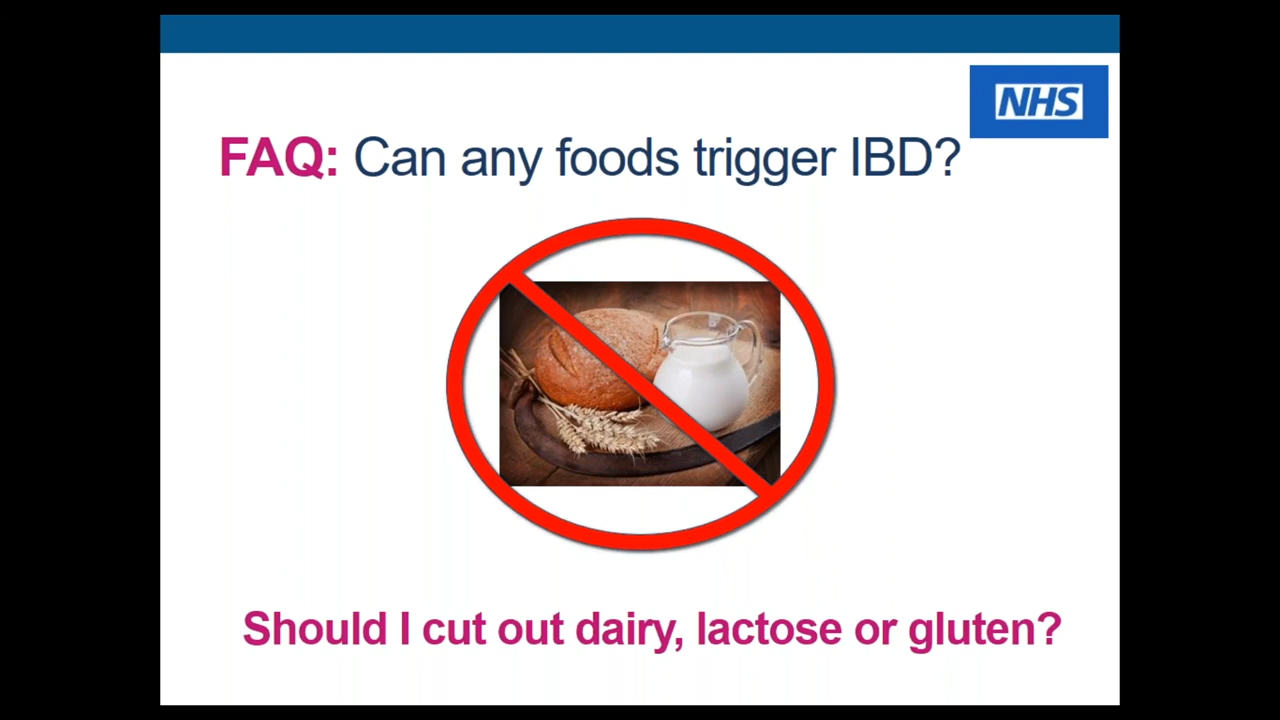 NHS
FAQ: Can any foods trigger IBD?
Should I cut out dairy, lactose or gluten?